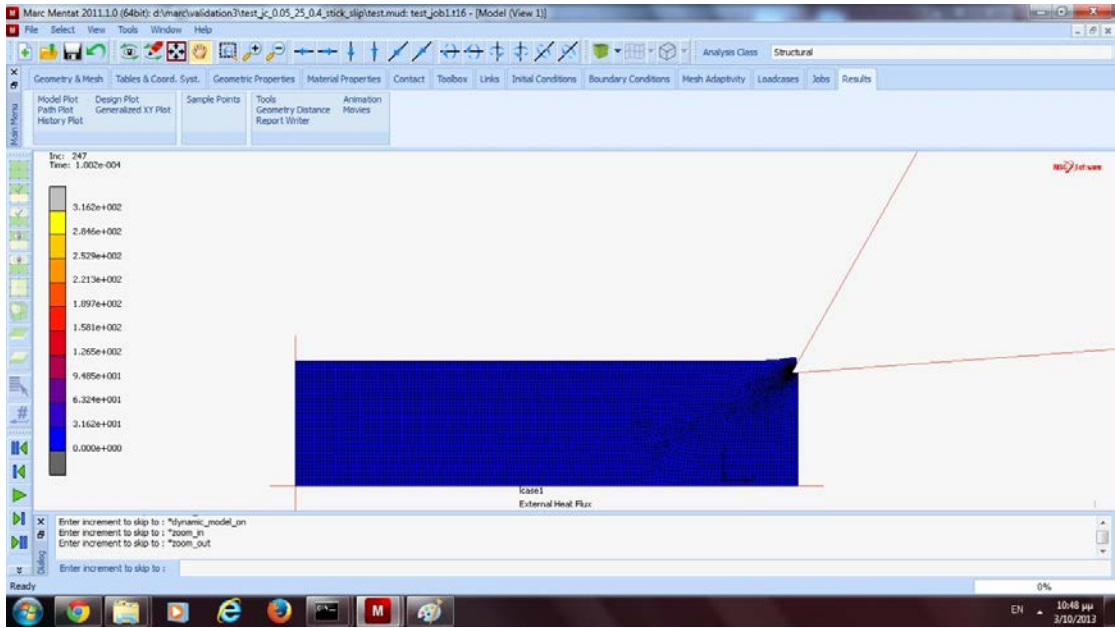 Marc Mentat 2011.1.0 (64bit): d:\marc\validation3\test_jc_0.05_25_0.4_stick_slip\test.mud: test_job1.t16 - [Model (View 1)]
File Select View Tools Window Help
Analysis Class Structural
Geometry & Mesh Tables & Coord. Syst. Geometric Properties Material Properties Contact Toolbox Links Initial Conditions Boundary Conditions Mesh Adaptivity Loadcases Jobs Results
Main Menu
Model Plot Design Plot Sample Points Tools Animation
Path Plot Generalized XY Plot Geometry Distance Movies
History Plot Report Writer
Inc: 247
Time: 1.002e-004
MSC Software
3.162e+002
2.846e+002
2.529e+002
2.213e+002
1.897e+002
1.581e+002
1.265e+002
9.485e+001
6.324e+001
3.162e+001
0.000e+000
lcase1
External Heat Flux
1
Dialog
Enter increment to skip to : *dynamic_model_on
Enter increment to skip to : *zoom_in
Enter increment to skip to : *zoom_out
Enter increment to skip to :
Ready
0%
EN
10:48 μμ
3/10/2013